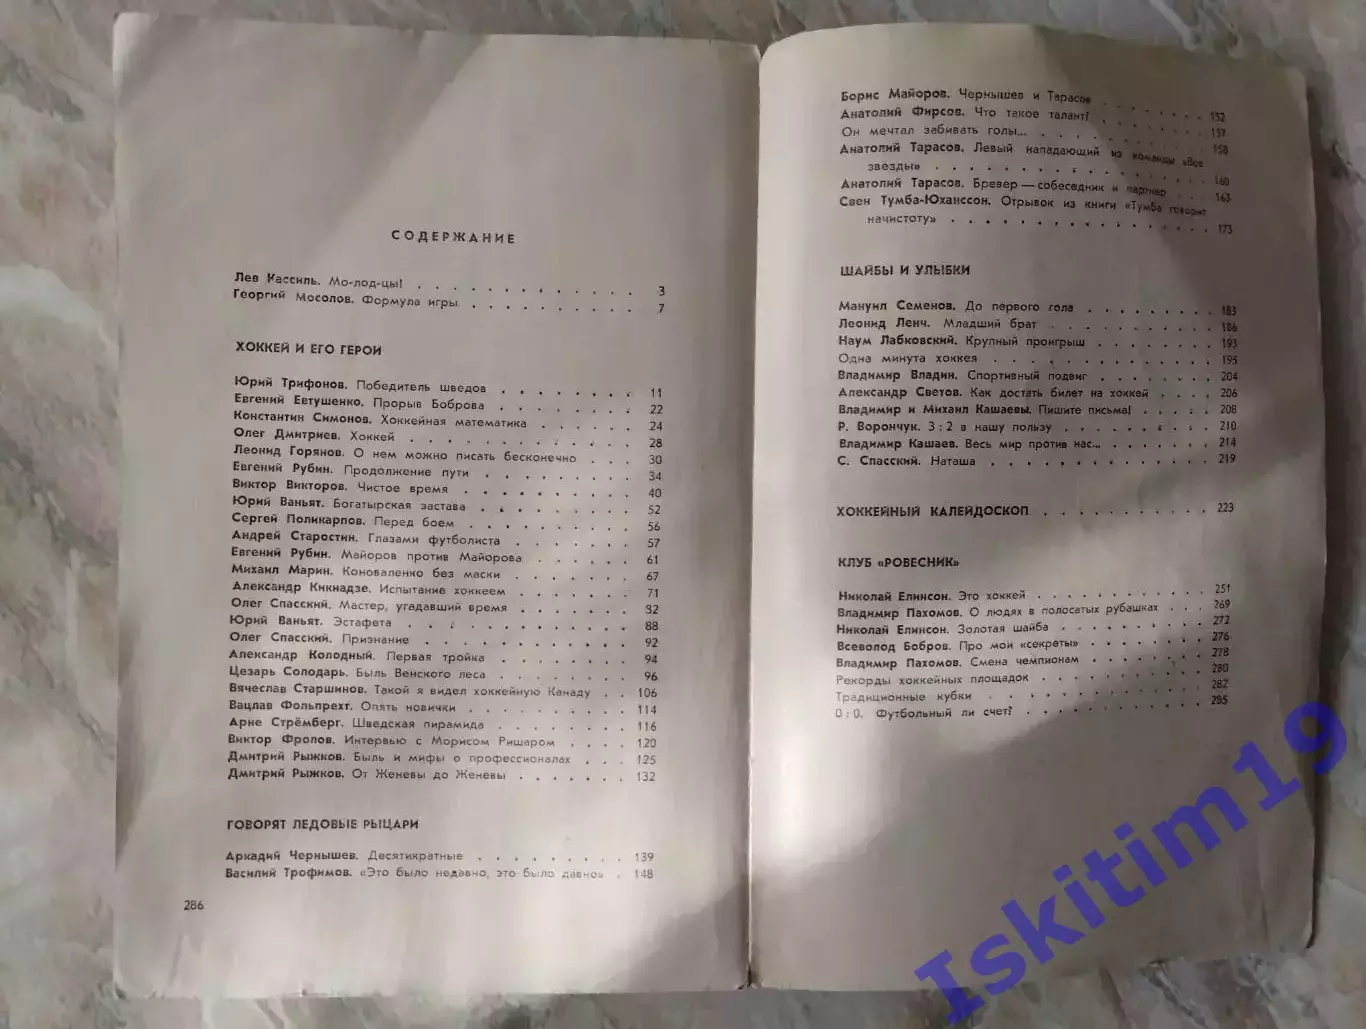 СОДЕРЖАНИЕ
Лев Кассиль. Мо-лод-цы! . . . . . . . . . . . . 3
Георгий Мосолов. Формула игры . . . . . . . . . . 7
ХОККЕЙ И ЕГО ГЕРОИ
Юрий Трифонов. Победитель шведов . . . . . . . . 11
Евгений Евтушенко. Прорыв Боброва . . . . . . . . 22
Константин Симонов. Хоккейная математика . . . . . . 24
Олег Дмитриев. Хоккей . . . . . . . . . . . . 28
Леонид Горянов. О нем можно писать бесконечно . . . 30
Евгений Рубин. Продолжение пути . . . . . . . . . 34
Виктор Викторов. Чистое время . . . . . . . . . . 40
Юрий Ваньят. Богатырская застава . . . . . . . . . 52
Сергей Поликарпов. Перед боем . . . . . . . . . 56
Андрей Старостин. Глазами футболиста . . . . . . . 57
Евгений Рубин. Майоров против Майорова . . . . . . 61
Михаил Марин. Коноваленко без маски . . . . . . . 67
Александр Кикнадзе. Испытание хоккеем . . . . . . . 71
Олег Спасский. Мастер, угадавший время . . . . . . . 82
Юрий Ваньят. Эстафета . . . . . . . . . . . . 88
Олег Спасский. Признание . . . . . . . . . . . 92
Александр Колодный. Первая тройка . . . . . . . . 94
Цезарь Солодарь. Быль Венского леса . . . . . . . . 96
Вячеслав Старшинов. Такой я видел хоккейную Канаду . . 106
Вацлав Фольпрехт. Опять новички . . . . . . . . . 114
Арне Стрёмберг. Шведская пирамида . . . . . . . . 116
Виктор Фролов. Интервью с Морисом Ришаром . . . . 120
Дмитрий Рыжков. Быль и мифы о профессионалах . . . 125
Дмитрий Рыжков. От Женевы до Женевы . . . . . . . 132
ГОВОРЯТ ЛЕДОВЫЕ РЫЦАРИ
Аркадий Чернышев. Десятикратные . . . . . . . . . 139
Василий Трофимов. «Это было недавно, это было давно» . 148
286
Борис Майоров. Чернышев и Тарасов . . . . . . . . 152
Анатолий Фирсов. Что такое талант? . . . . . . . . 157
Он мечтал забивать голы... . . . . . . . . . . . 158
Анатолий Тарасов. Левый нападающий из команды «Все
звезды» . . . . . . . . . . . . . . . . 160
Анатолий Тарасов. Бревер — собеседник и партнер . . . 163
Свен Тумба-Юханссон. Отрывок из книги «Тумба говорит
начистоту» . . . . . . . . . . . . . . . 173
ШАЙБЫ И УЛЫБКИ
Мануил Семенов. До первого гола . . . . . . . . . 183
Леонид Ленч. Младший брат . . . . . . . . . . . 186
Наум Лабковский. Крупный проигрыш . . . . . . . . 193
Одна минута хоккея . . . . . . . . . . . . . 195
Владимир Владин. Спортивный подвиг . . . . . . . . 204
Александр Светов. Как достать билет на хоккей . . . . 206
Владимир и Михаил Кашаевы. Пишите письма! . . . . . 208
Р. Ворончук. 3 : 2 в нашу пользу . . . . . . . . . 210
Владимир Кашаев. Весь мир против нас... . . . . . . 214
С. Спасский. Наташа . . . . . . . . . . . . . 219
ХОККЕЙНЫЙ КАЛЕЙДОСКОП . . . . . . . . . . . 223
КЛУБ «РОВЕСНИК»
Николай Елинсон. Это хоккей . . . . . . . . . . . 251
Владимир Пахомов. О людях в полосатых рубашках . . . 269
Николай Елинсон. Золотая шайба . . . . . . . . . . 272
Всеволод Бобров. Про мои «секреты» . . . . . . . . 276
Владимир Пахомов. Смена чемпионам . . . . . . . . 278
Рекорды хоккейных площадок . . . . . . . . . . . 280
Традиционные кубки . . . . . . . . . . . . . 282
0 : 0. Футбольный ли счет? . . . . . . . . . . . 285
Iskitim19